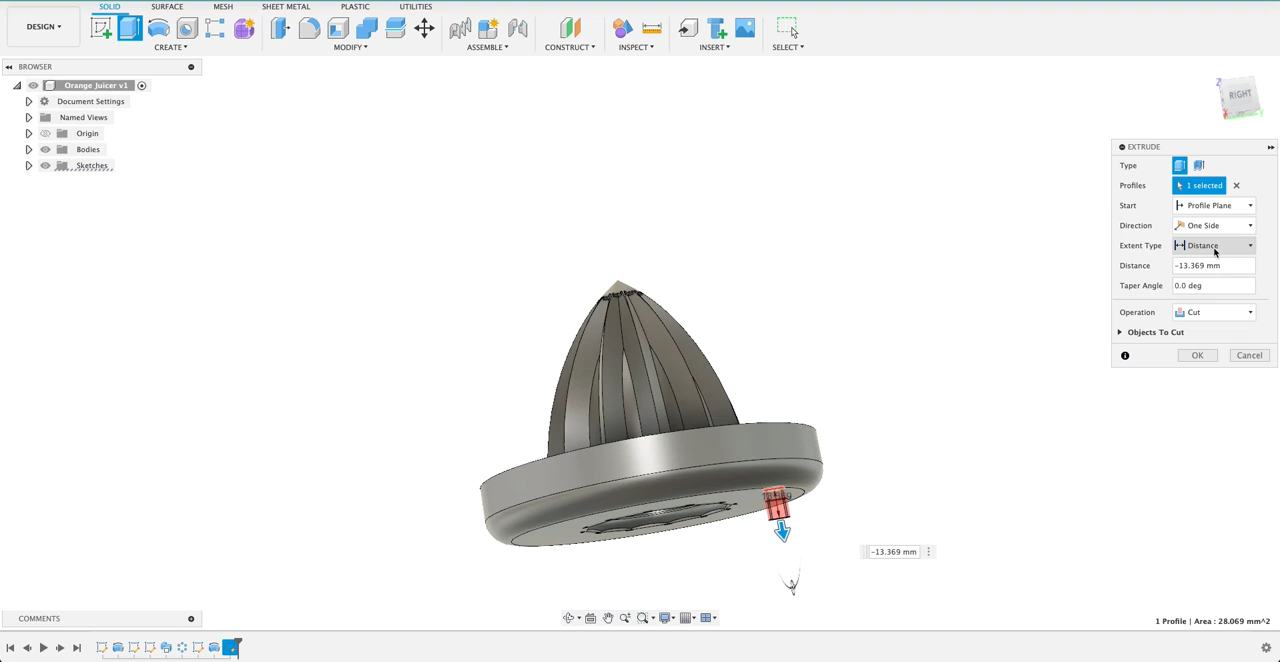 SOLID SURFACE MESH SHEET METAL PLASTIC UTILITIES
DESIGN
CREATE MODIFY ASSEMBLE CONSTRUCT INSPECT INSERT SELECT
BROWSER
Orange Juicer v1
Document Settings
Named Views
Origin
Bodies
Sketches
Z
RIGHT
EXTRUDE
Type
Profiles 1 selected
Start Profile Plane
Direction One Side
Extent Type Distance
Distance -13.369 mm
Taper Angle 0.0 deg
Operation Cut
Objects To Cut
OK Cancel
-13.369 mm
COMMENTS
1 Profile | Area : 28.069 mm^2